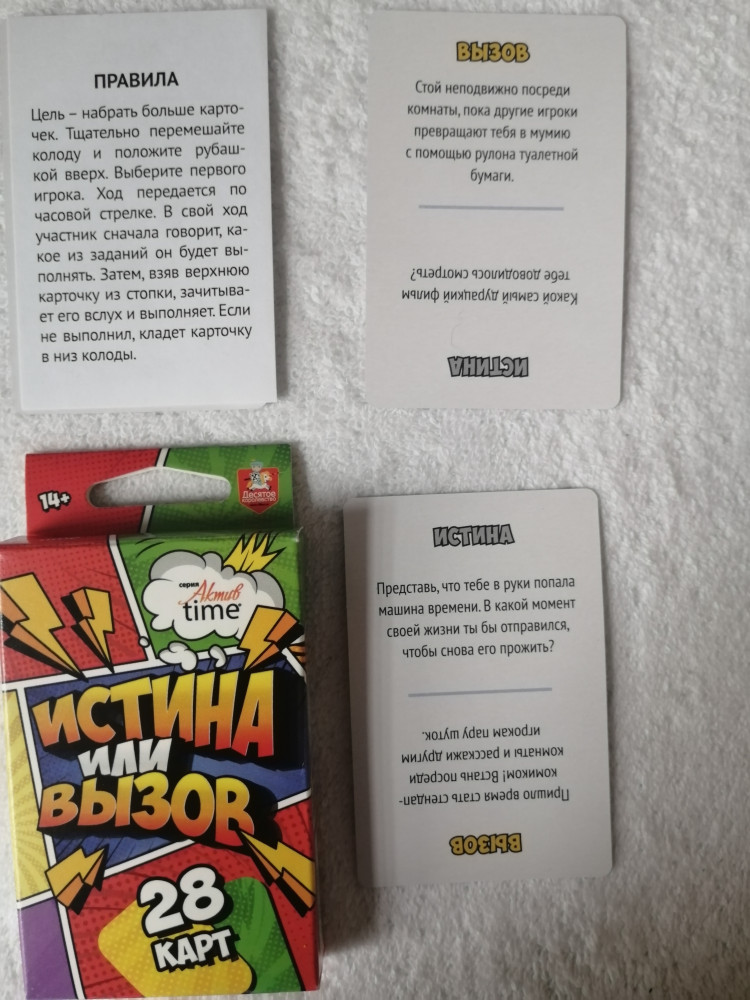 ПРАВИЛА
Цель – набрать больше карто-
чек. Тщательно перемешайте
колоду и положите рубаш-
кой вверх. Выберите первого
игрока. Ход передается по
часовой стрелке. В свой ход
участник сначала говорит, ка-
кое из заданий он будет вы-
полнять. Затем, взяв верхнюю
карточку из стопки, зачитыва-
ет его вслух и выполняет. Если
не выполнил, кладет карточку
в низ колоды.
ВЫЗОВ
Стой неподвижно посреди
комнаты, пока другие игроки
превращают тебя в мумию
с помощью рулона туалетной
бумаги.
ИСТИНА
Какой самый дурацкий фильм
тебе доводилось смотреть?
14+
Десятое
королевство
серия
Актив
time
ИСТИНА
ИЛИ
ВЫЗОВ
28
КАРТ
ИСТИНА
Представь, что тебе в руки попала
машина времени. В какой момент
своей жизни ты бы отправился,
чтобы снова его прожить?
ВЫЗОВ
Пришло время стать стендап-
комиком! Встань посреди
комнаты и расскажи другим
игрокам пару шуток.